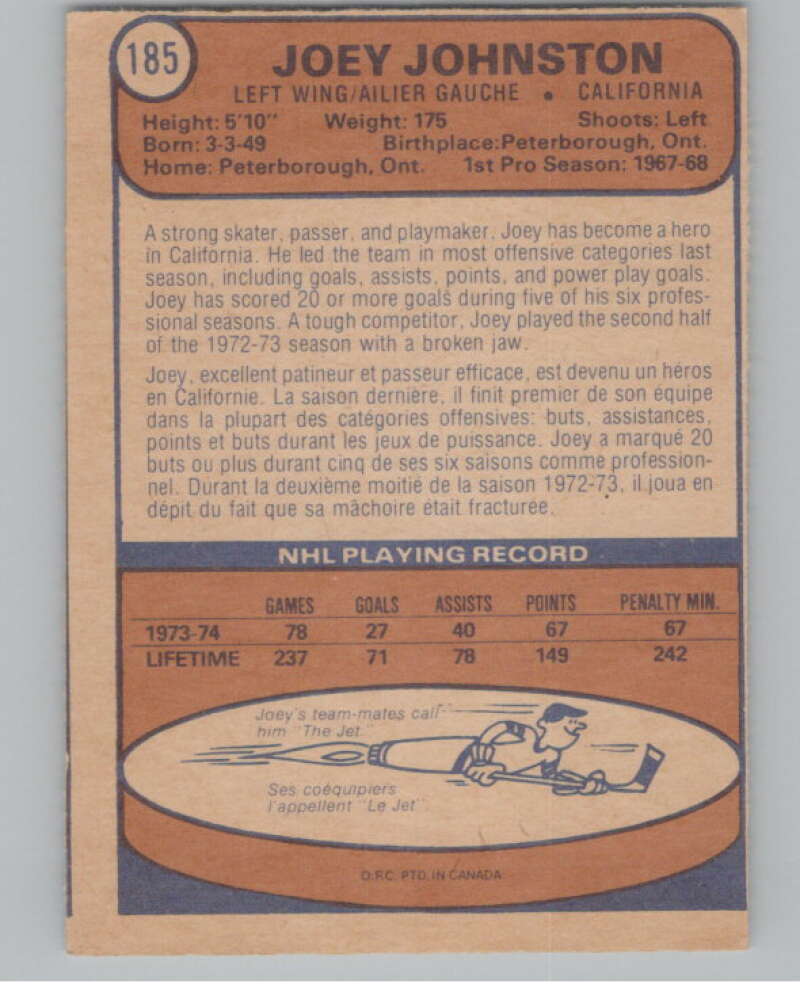 185
JOEY JOHNSTON
LEFT WING/AILIER GAUCHE • CALIFORNIA
Height: 5'10" Weight: 175 Shoots: Left
Born: 3-3-49 Birthplace: Peterborough, Ont.
Home: Peterborough, Ont. 1st Pro Season: 1967-68
A strong skater, passer, and playmaker. Joey has become a hero
in California. He led the team in most offensive categories last
season, including goals, assists, points, and power play goals.
Joey has scored 20 or more goals during five of his six profes-
sional seasons. A tough competitor, Joey played the second half
of the 1972-73 season with a broken jaw.
Joey, excellent patineur et passeur efficace, est devenu un héros
en Californie. La saison dernière, il finit premier de son équipe
dans la plupart des catégories offensives: buts, assistances,
points et buts durant les jeux de puissance. Joey a marqué 20
buts ou plus durant cinq de ses six saisons comme profession-
nel. Durant la deuxième moitié de la saison 1972-73, il joua en
dépit du fait que sa mâchoire était fracturee.
NHL PLAYING RECORD
GAMES GOALS ASSISTS POINTS PENALTY MIN.
1973-74 78 27 40 67 67
LIFETIME 237 71 78 149 242
Joey's team-mates call
him "The Jet"
Ses coéquipiers
l'appellent "Le Jet".
O.P.C. PTD. IN CANADA